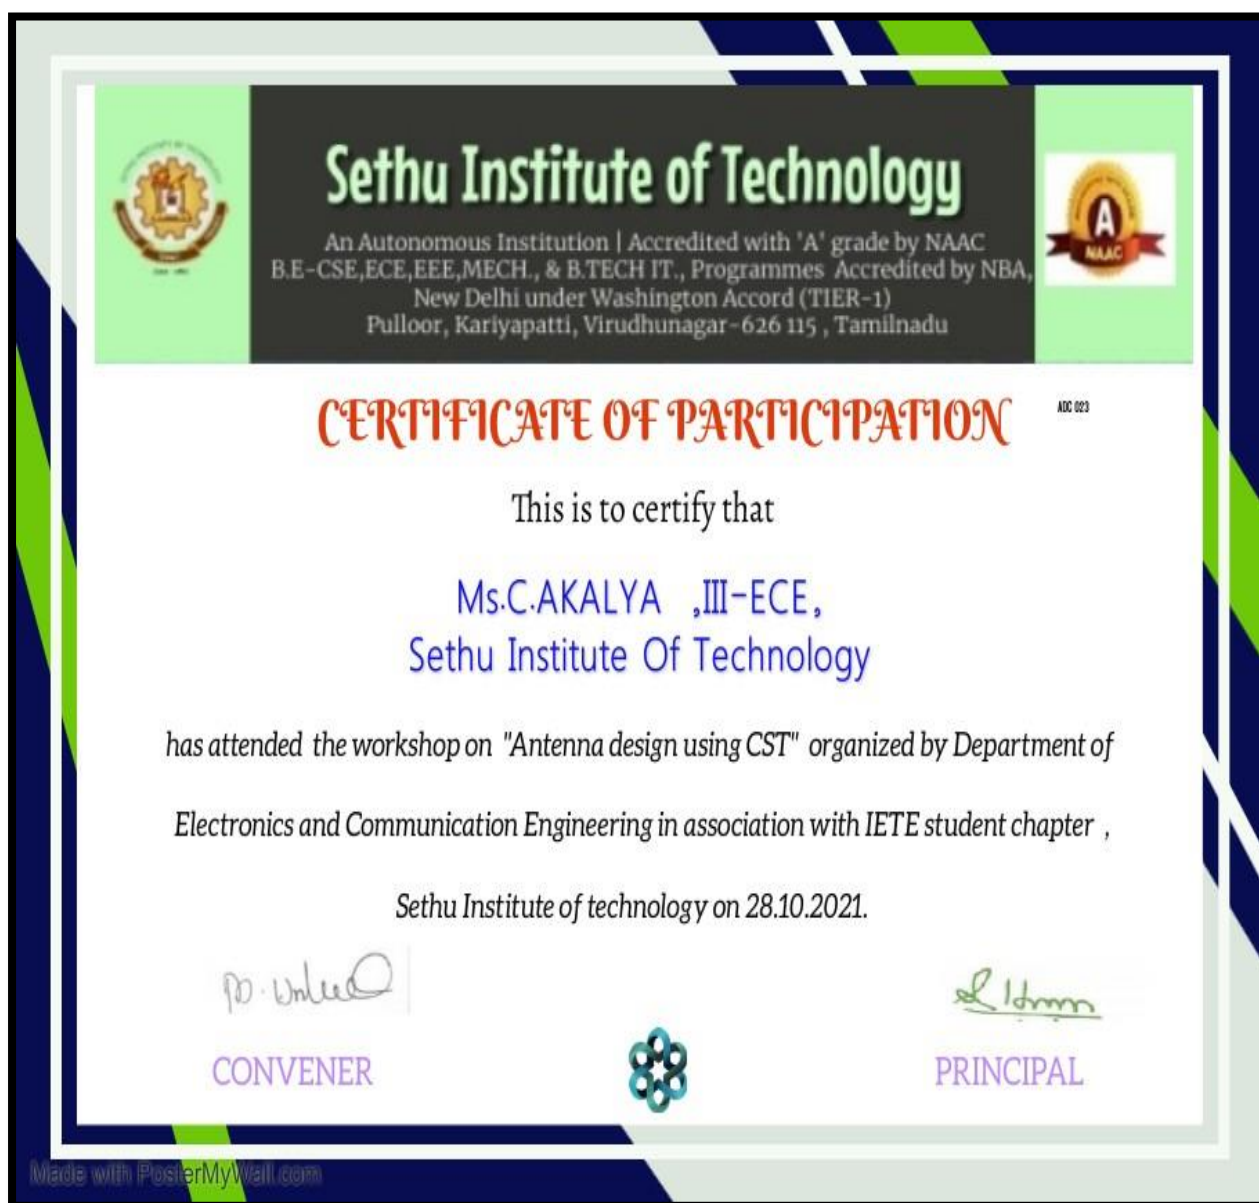 Sethu Institute of Technology
An Autonomous Institution | Accredited with 'A' grade by NAAC
B.E-CSE,ECE,EEE,MECH., & B.TECH IT., Programmes Accredited by NBA,
New Delhi under Washington Accord (TIER-1)
Pulloor, Kariyapatti, Virudhunagar-626 115 , Tamilnadu
A
NAAC
CERTIFICATE OF PARTICIPATION
ADC 023
This is to certify that
Ms.C.AKALYA ,III-ECE,
Sethu Institute Of Technology
has attended the workshop on "Antenna design using CST" organized by Department of
Electronics and Communication Engineering in association with IETE student chapter ,
Sethu Institute of technology on 28.10.2021.
CONVENER
PRINCIPAL
Made with PosterMyWall.com